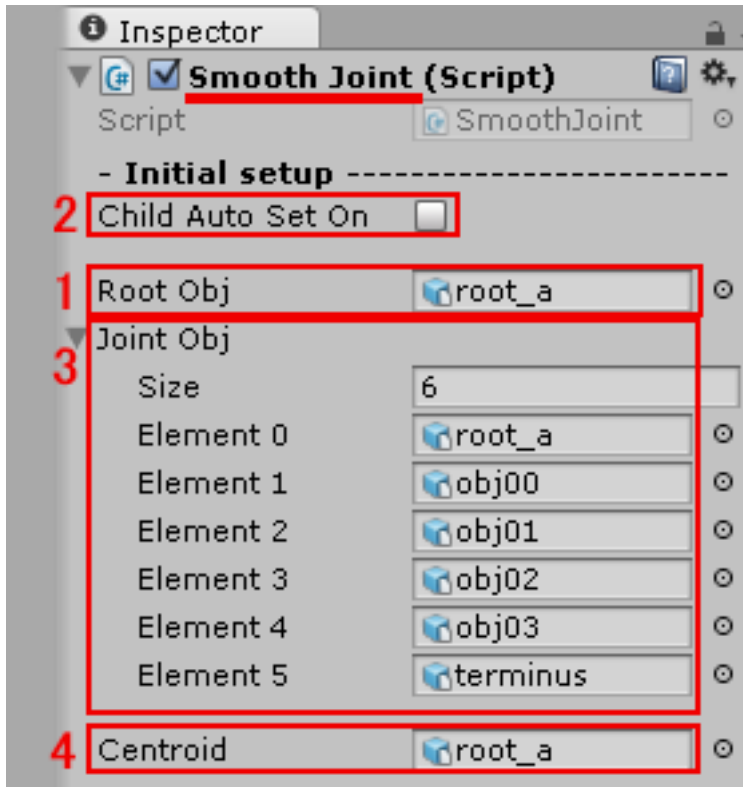 Inspector
Smooth Joint (Script)
Script SmoothJoint
- Initial setup -----------------------
2 Child Auto Set On
1 Root Obj root_a
Joint Obj
3
Size 6
Element 0 root_a
Element 1 obj00
Element 2 obj01
Element 3 obj02
Element 4 obj03
Element 5 terminus
4 Centroid root_a